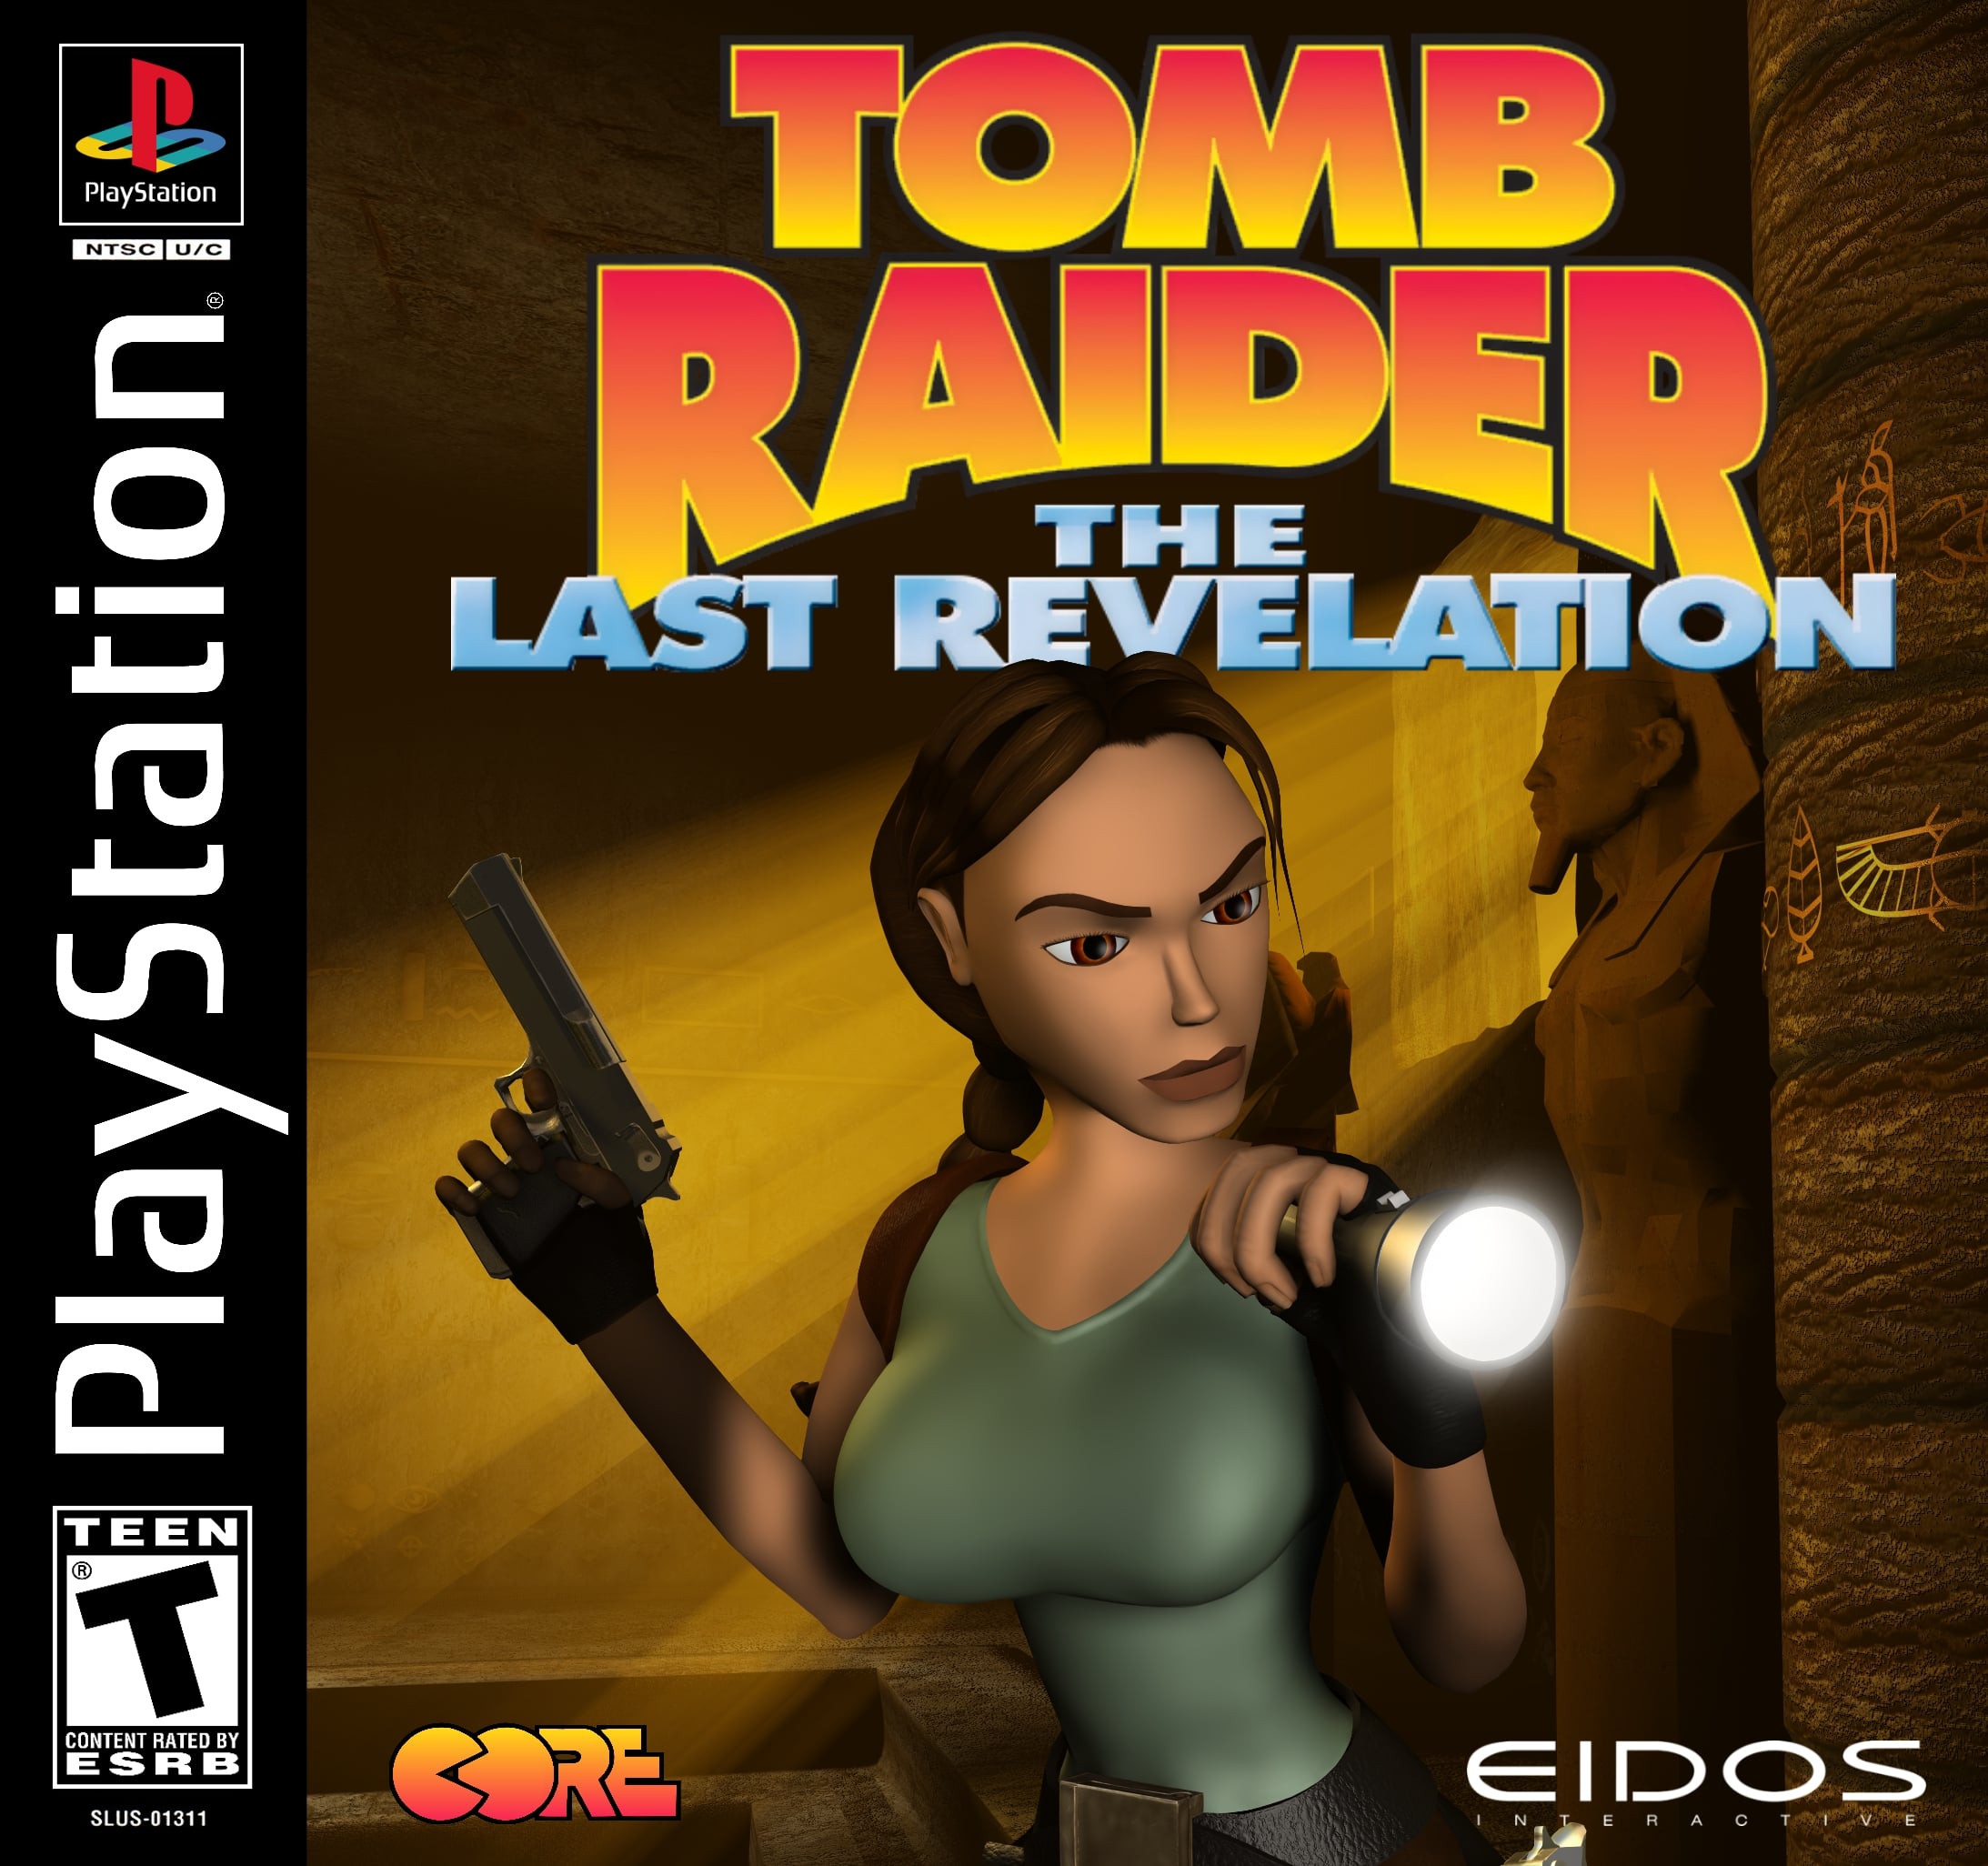 PlayStation
NTSC U/C
PlayStation®
TEEN
T®
CONTENT RATED BY
ESRB
SLUS-01311
TOMB
RAIDER
THE
LAST REVELATION
CORE
EIDOS
INTERACTIVE